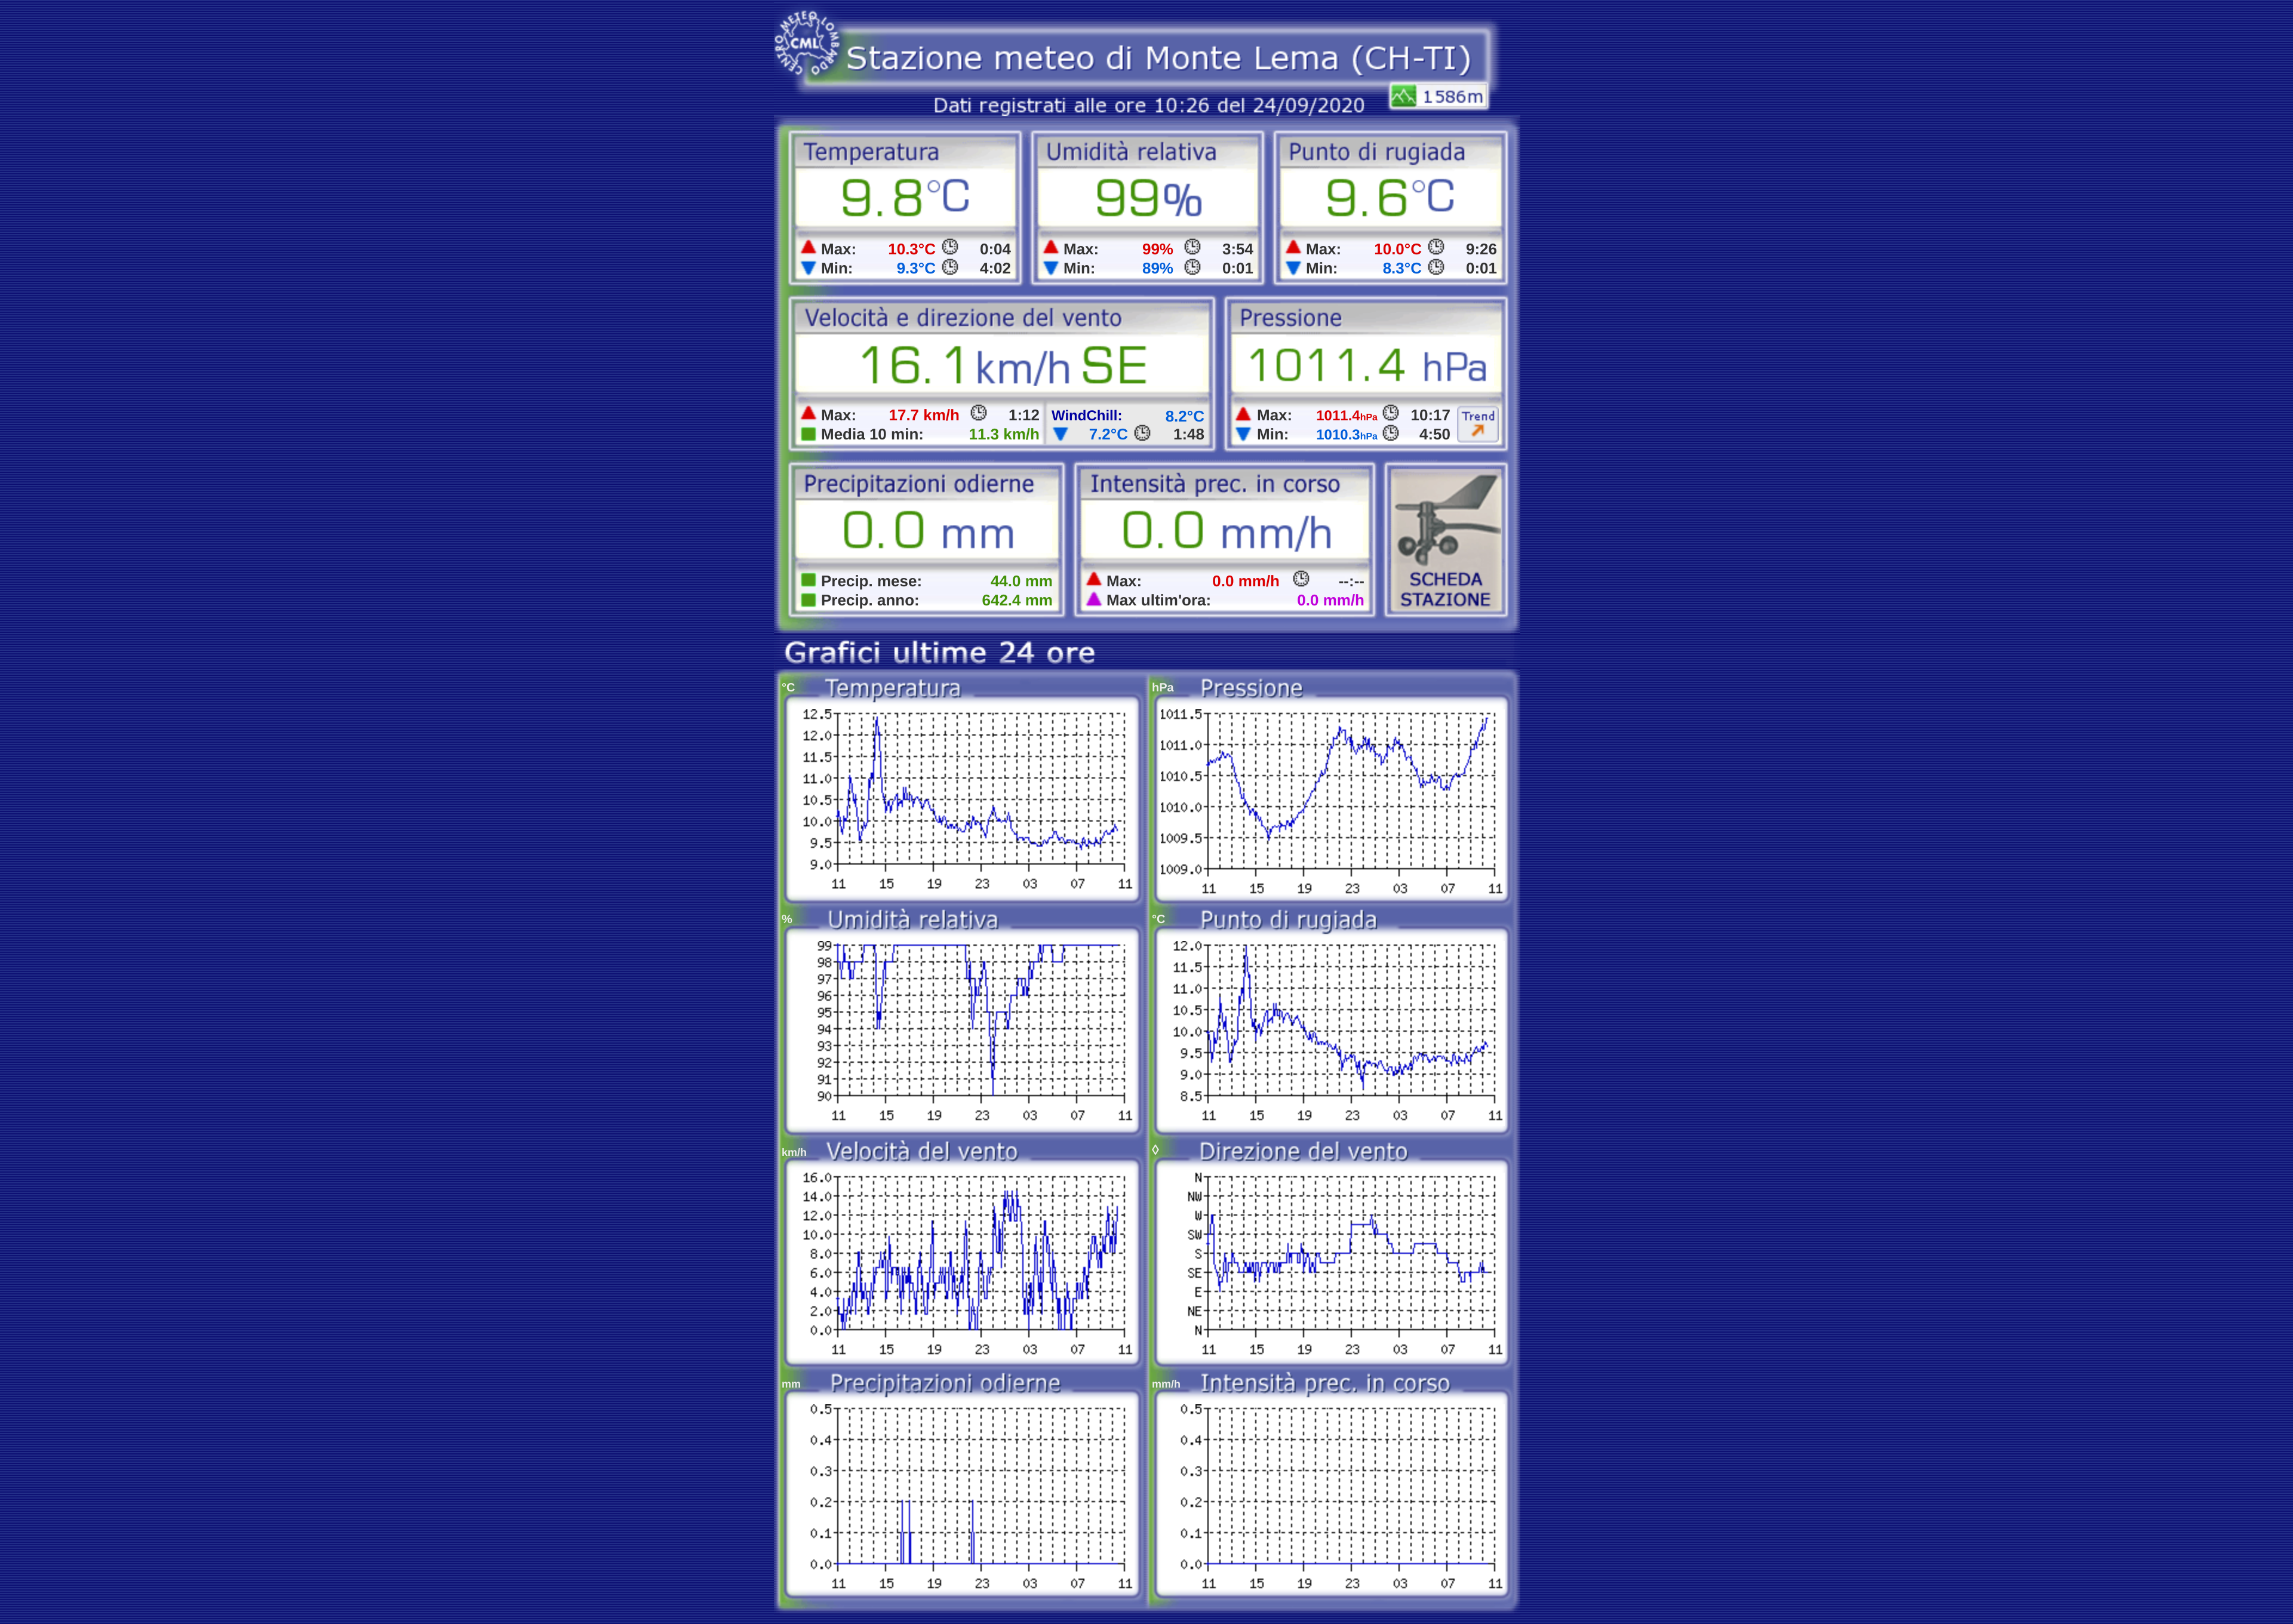 CENTRO METEO LOMBARDO
CML
Stazione meteo di Monte Lema (CH-TI)
1586m
Dati registrati alle ore 10:26 del 24/09/2020
Temperatura Umidità relativa Punto di rugiada
9.8°C 99% 9.6°C
Max: 10.3°C 0:04 Max: 99% 3:54 Max: 10.0°C 9:26
Min: 9.3°C 4:02 Min: 89% 0:01 Min: 8.3°C 0:01
Velocità e direzione del vento Pressione
16.1 km/h SE 1011.4 hPa
Max: 17.7 km/h 1:12 WindChill: 8.2°C Max: 1011.4hPa 10:17 Trend
Media 10 min: 11.3 km/h 7.2°C 1:48 Min: 1010.3hPa 4:50
Precipitazioni odierne Intensità prec. in corso
0.0 mm 0.0 mm/h
Precip. mese: 44.0 mm Max: 0.0 mm/h --:-- SCHEDA
Precip. anno: 642.4 mm Max ultim'ora: 0.0 mm/h STAZIONE
Grafici ultime 24 ore
°C Temperatura
12.5
12.0
11.5
11.0
10.5
10.0
9.5
9.0
11 15 19 23 03 07 11
hPa Pressione
1011.5
1011.0
1010.5
1010.0
1009.5
1009.0
11 15 19 23 03 07 11
% Umidità relativa
99
98
97
96
95
94
93
92
91
90
11 15 19 23 03 07 11
°C Punto di rugiada
12.0
11.5
11.0
10.5
10.0
9.5
9.0
8.5
11 15 19 23 03 07 11
km/h Velocità del vento
16.0
14.0
12.0
10.0
8.0
6.0
4.0
2.0
0.0
11 15 19 23 03 07 11
◊ Direzione del vento
N
NW
W
SW
S
SE
E
NE
N
11 15 19 23 03 07 11
mm Precipitazioni odierne
0.5
0.4
0.3
0.2
0.1
0.0
11 15 19 23 03 07 11
mm/h Intensità prec. in corso
0.5
0.4
0.3
0.2
0.1
0.0
11 15 19 23 03 07 11